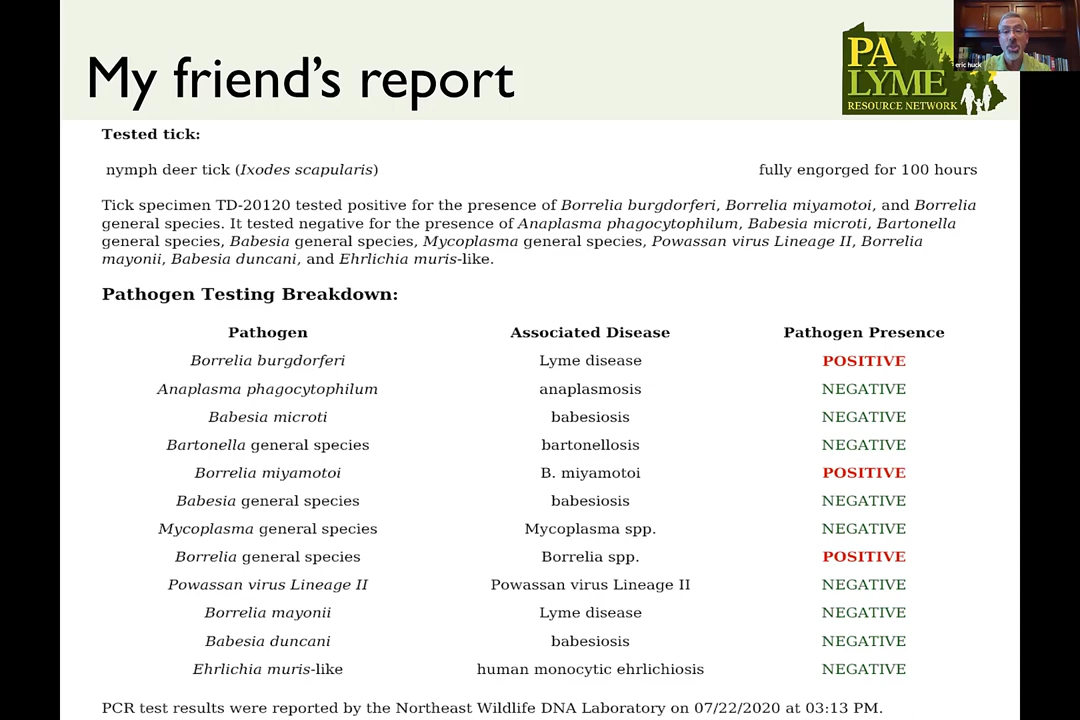 My friend's report
PA
LYME
RESOURCE NETWORK
eric huck
Tested tick:
nymph deer tick (Ixodes scapularis) fully engorged for 100 hours
Tick specimen TD-20120 tested positive for the presence of Borrelia burgdorferi, Borrelia miyamotoi, and Borrelia
general species. It tested negative for the presence of Anaplasma phagocytophilum, Babesia microti, Bartonella
general species, Babesia general species, Mycoplasma general species, Powassan virus Lineage II, Borrelia
mayonii, Babesia duncani, and Ehrlichia muris-like.
Pathogen Testing Breakdown:
Pathogen Associated Disease Pathogen Presence
Borrelia burgdorferi Lyme disease POSITIVE
Anaplasma phagocytophilum anaplasmosis NEGATIVE
Babesia microti babesiosis NEGATIVE
Bartonella general species bartonellosis NEGATIVE
Borrelia miyamotoi B. miyamotoi POSITIVE
Babesia general species babesiosis NEGATIVE
Mycoplasma general species Mycoplasma spp. NEGATIVE
Borrelia general species Borrelia spp. POSITIVE
Powassan virus Lineage II Powassan virus Lineage II NEGATIVE
Borrelia mayonii Lyme disease NEGATIVE
Babesia duncani babesiosis NEGATIVE
Ehrlichia muris-like human monocytic ehrlichiosis NEGATIVE
PCR test results were reported by the Northeast Wildlife DNA Laboratory on 07/22/2020 at 03:13 PM.